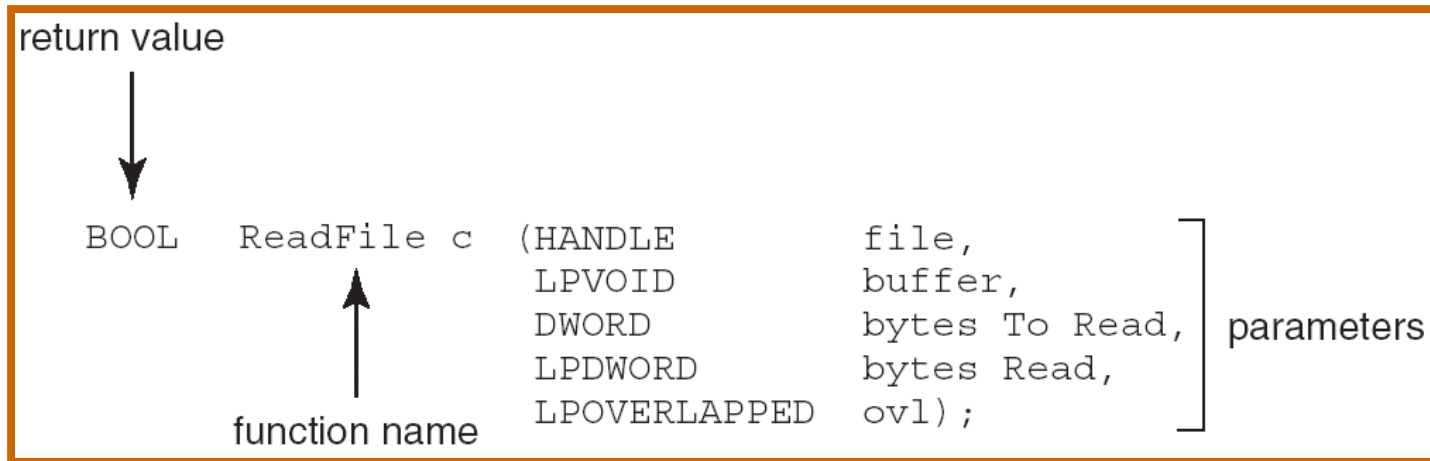 return value
BOOL ReadFile c (HANDLE file,
LPVOID buffer,
DWORD bytes To Read,
LPDWORD bytes Read,
LPOVERLAPPED ovl);
parameters
function name